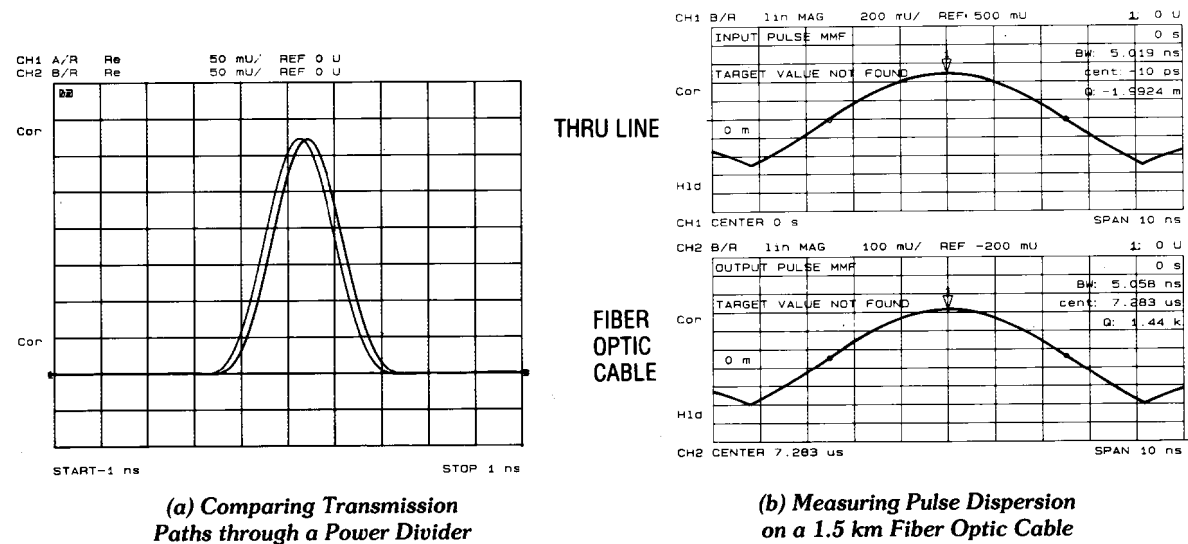 CH1 A/R Re 50 mU/ REF 0 U
CH2 B/R Re 50 mU/ REF 0 U
Cor
Cor
START-1 ns STOP 1 ns
(a) Comparing Transmission
Paths through a Power Divider
THRU LINE
FIBER
OPTIC
CABLE
CH1 B/R lin MAG 200 mU/ REF 500 mU 1: 0 U
INPUT PULSE MMF 0 s
BW: 5.019 ns
TARGET VALUE NOT FOUND cent: -10 ps
Cor Q: -1.9924 m
0 m
Hld
CH1 CENTER 0 s SPAN 10 ns
CH2 B/R lin MAG 100 mU/ REF -200 mU 1: 0 U
OUTPUT PULSE MMF 0 s
BW: 5.058 ns
TARGET VALUE NOT FOUND cent: 7.283 us
Cor Q: 1.44 k
0 m
Hld
CH2 CENTER 7.283 us SPAN 10 ns
(b) Measuring Pulse Dispersion
on a 1.5 km Fiber Optic Cable